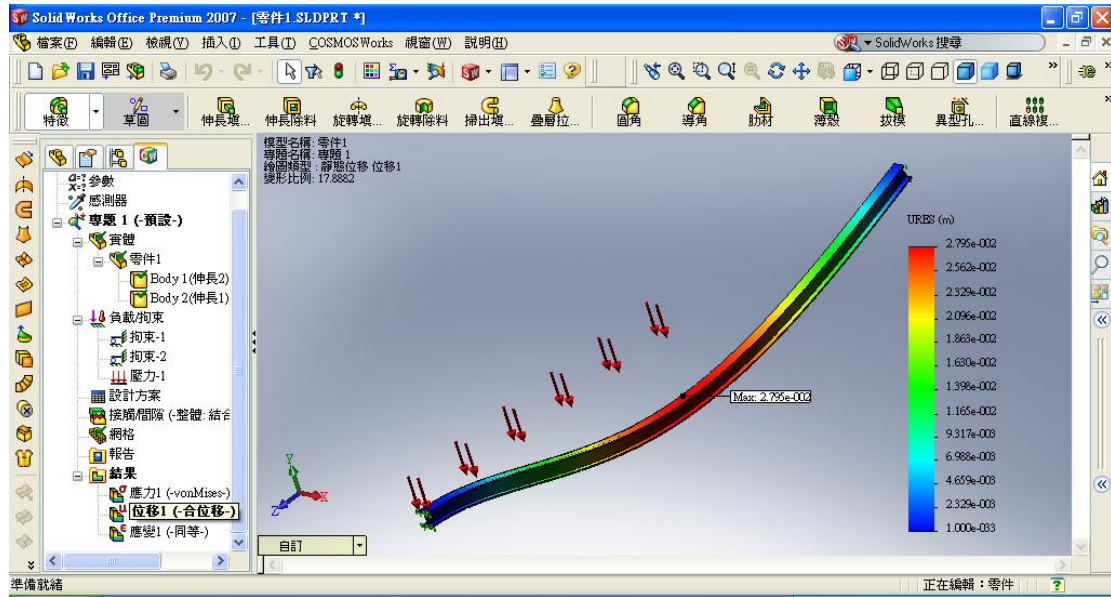 SolidWorks Office Premium 2007 - [零件1.SLDPRT *]
檔案(F) 編輯(E) 檢視(V) 插入(I) 工具(T) COSMOSWorks 視窗(W) 說明(H) SolidWorks 搜尋
特徵 草圖 伸長填... 伸長除料 旋轉填... 旋轉除料 掃出填... 疊層拉... 圓角 導角 肋材 薄殼 拔模 異型孔... 直線複...
模型名稱: 零件1
專題名稱: 專題 1
繪圖類型 : 靜態位移 位移1
變形比例: 17.8882
參數
感測器
專題 1 (-預設-)
實體
零件1
Body 1(伸長2)
Body 2(伸長1)
負載/拘束
拘束-1
拘束-2
壓力-1
設計方案
接觸/間隙 (-整體: 結合
網格
報告
結果
應力1 (-vonMises-)
位移1 (-合位移-)
應變1 (-同等-)
URES (m)
2.795e-002
2.562e-002
2.329e-002
2.096e-002
1.863e-002
1.630e-002
1.398e-002
1.165e-002
9.317e-003
6.988e-003
4.659e-003
2.329e-003
1.000e-033
Max: 2.795e-002
Y
X
Z
自訂
準備就緒 正在編輯：零件